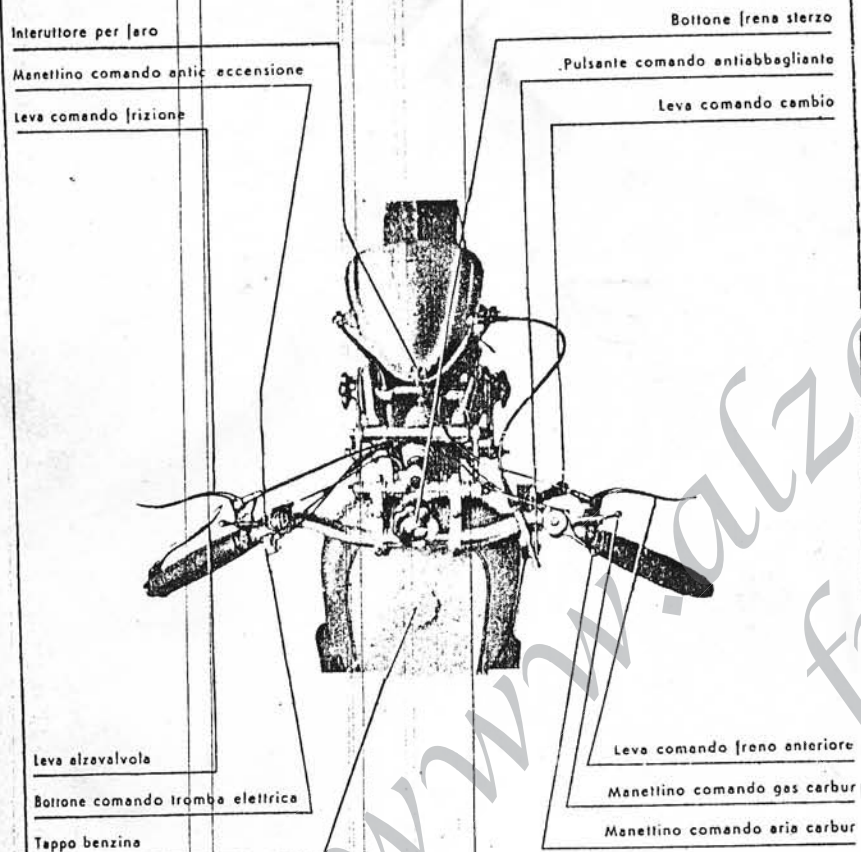 Interuttore per faro
Manettino comando antic accensione
Leva comando frizione
Bottone frena sterzo
Pulsante comando antiabbagliante
Leva comando cambio
Leva alzavalvola
Bottone comando tromba elettrica
Tappo benzina
Leva comando freno anteriore
Manettino comando gas carbur
Manettino comando aria carbur